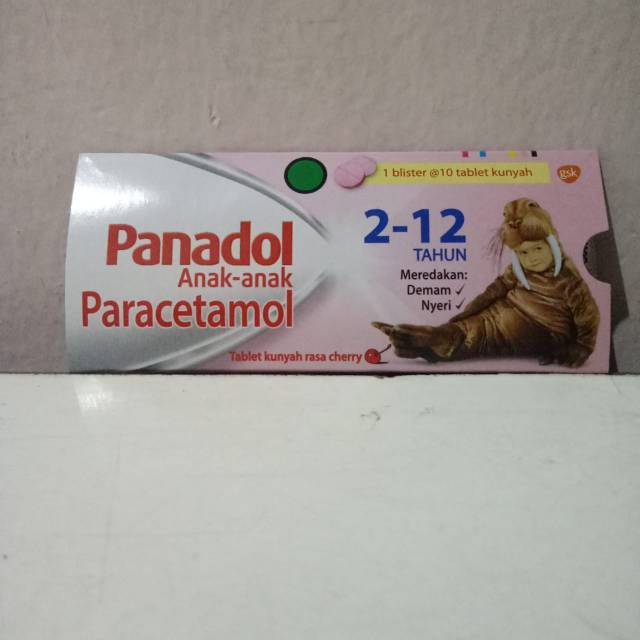 1 blister @10 tablet kunyah
gsk
Panadol
Anak-anak
Paracetamol
2-12
TAHUN
Meredakan:
Demam ✓
Nyeri ✓
Tablet kunyah rasa cherry